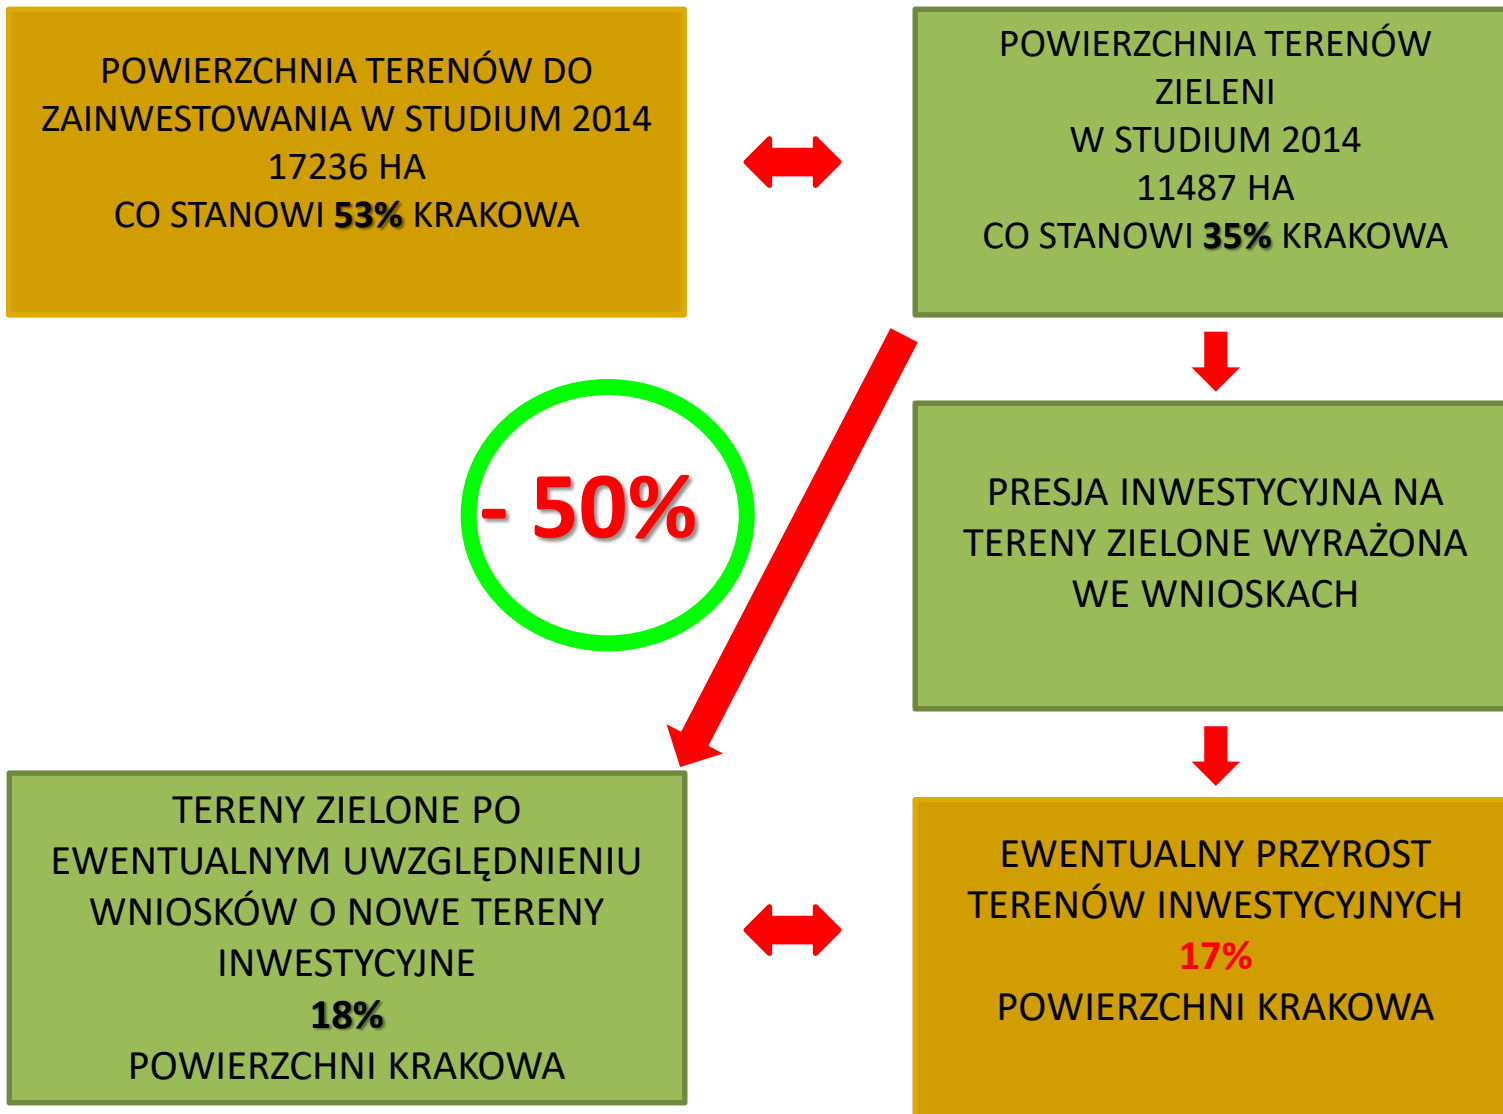 POWIERZCHNIA TERENÓW DO
ZAINWESTOWANIA W STUDIUM 2014
17236 HA
CO STANOWI 53% KRAKOWA
POWIERZCHNIA TERENÓW
ZIELENI
W STUDIUM 2014
11487 HA
CO STANOWI 35% KRAKOWA
- 50%
PRESJA INWESTYCYJNA NA
TERENY ZIELONE WYRAŻONA
WE WNIOSKACH
TERENY ZIELONE PO
EWENTUALNYM UWZGLĘDNIENIU
WNIOSKÓW O NOWE TERENY
INWESTYCYJNE
18%
POWIERZCHNI KRAKOWA
EWENTUALNY PRZYROST
TERENÓW INWESTYCYJNYCH
17%
POWIERZCHNI KRAKOWA